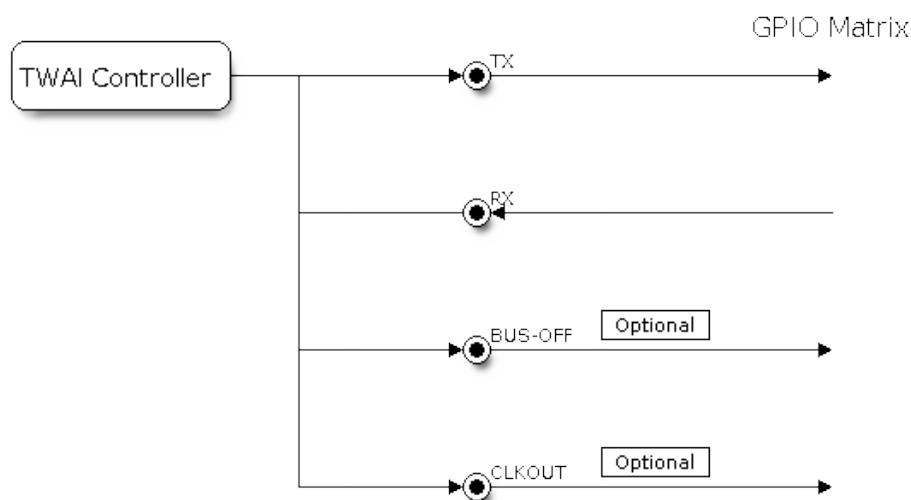 GPIO Matrix
TWAI Controller
TX
RX
BUS-OFF
Optional
CLKOUT
Optional